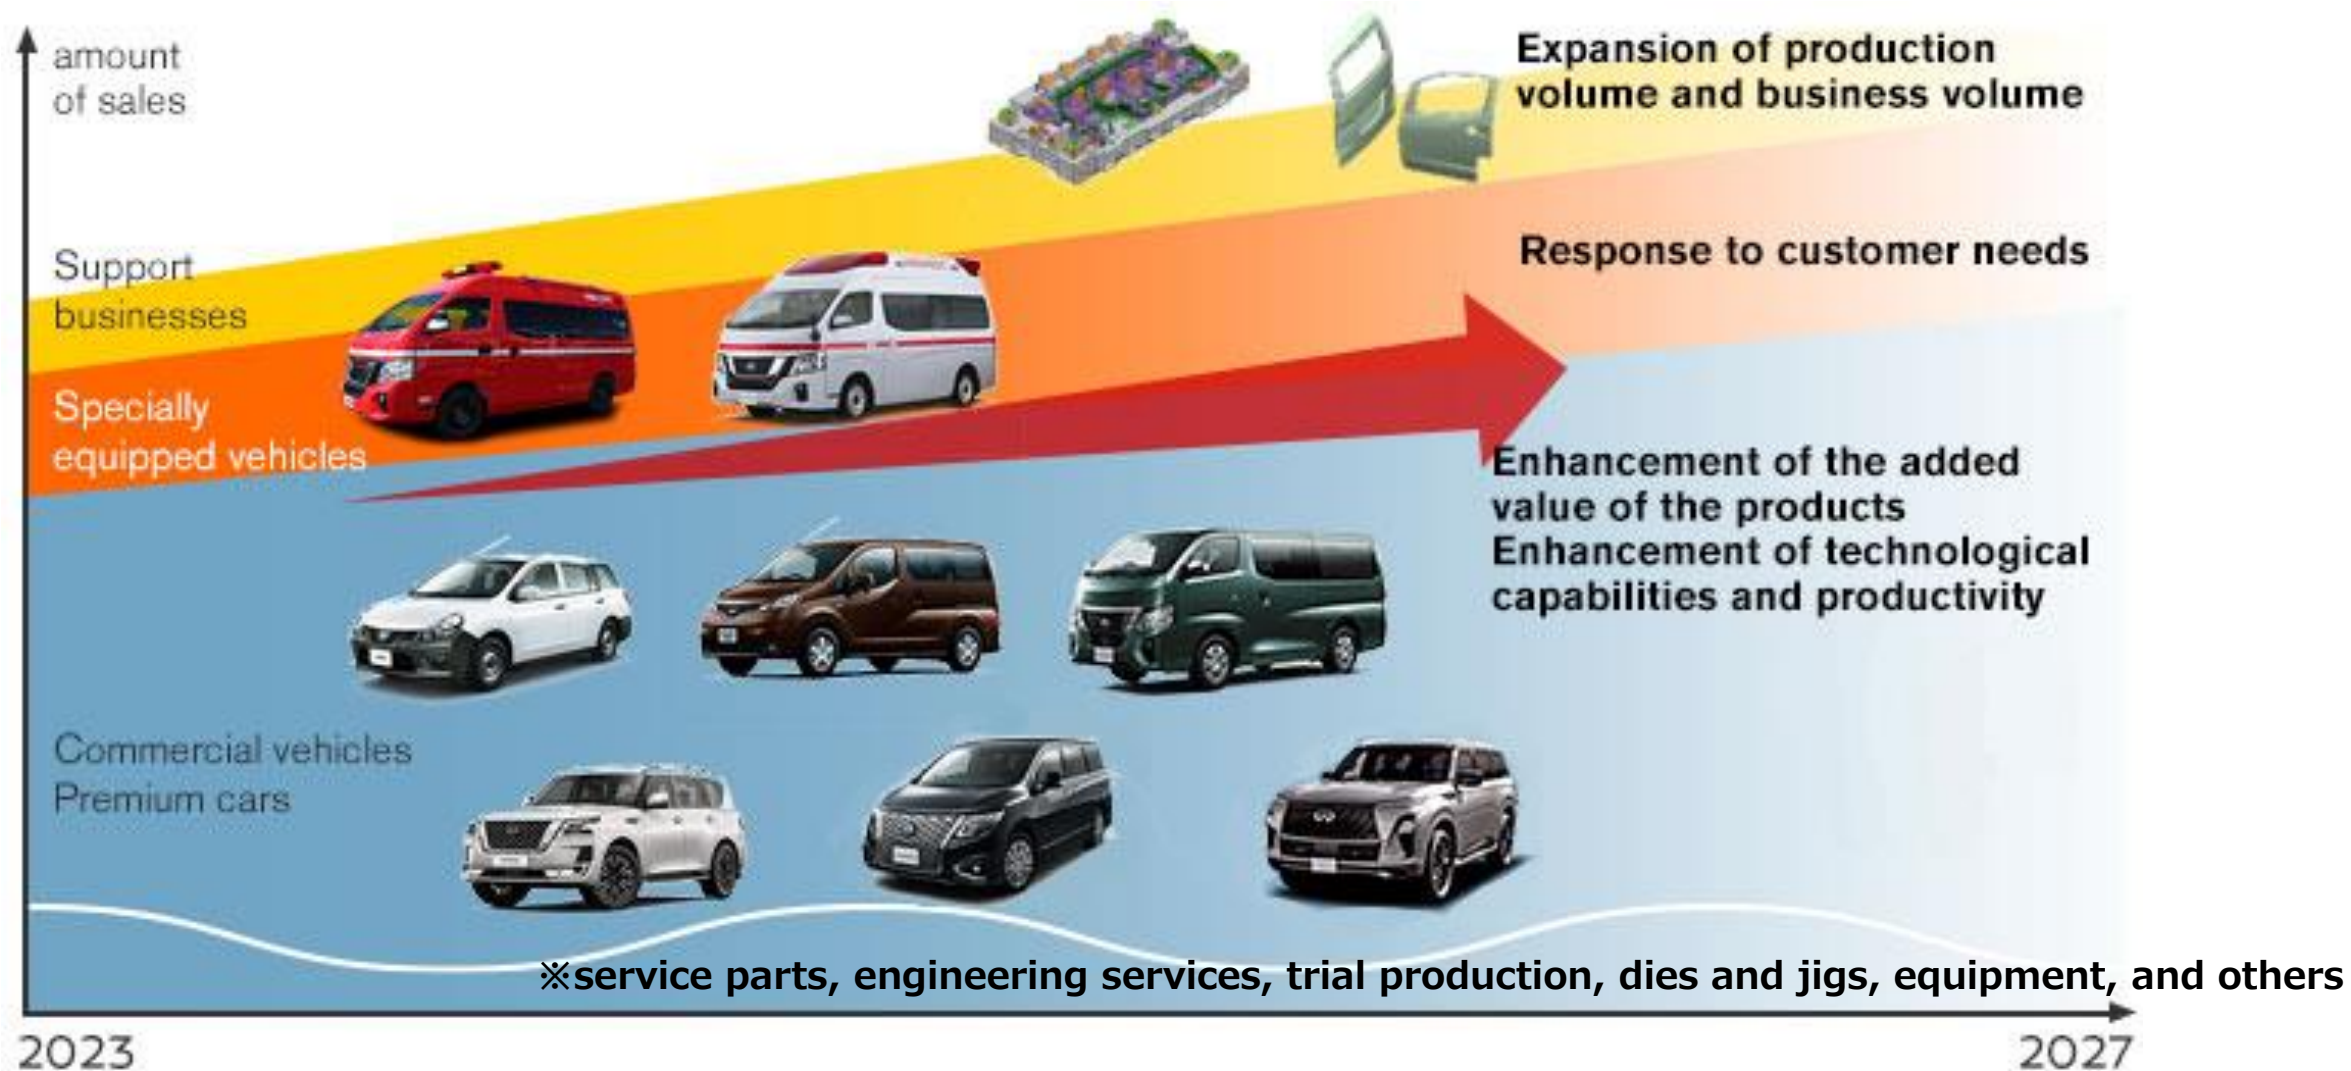 amount
of sales
Expansion of production
volume and business volume
Support
businesses
Response to customer needs
Specially
equipped vehicles
Enhancement of the added
value of the products
Enhancement of technological
capabilities and productivity
Commercial vehicles
Premium cars
※service parts, engineering services, trial production, dies and jigs, equipment, and others
2023
2027